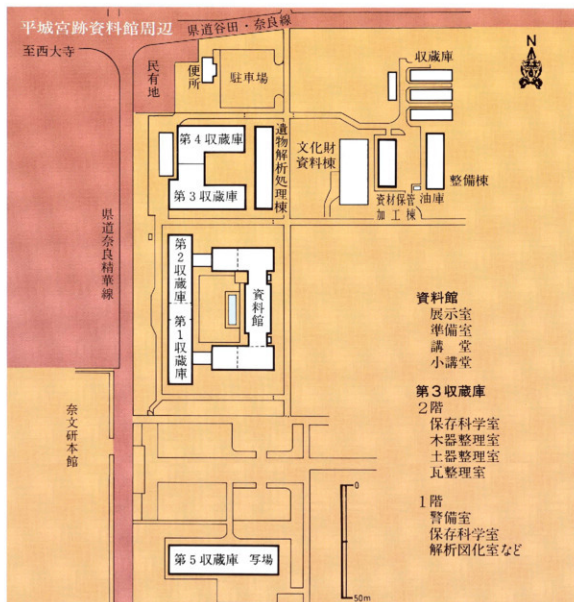 平城宮跡資料館周辺
至西大寺
県道谷田・奈良線
民有地
便所
駐車場
収蔵庫
N
第4収蔵庫
第3収蔵庫
遺物解析処理棟
文化財
資料棟
資材保管
加工棟
油庫
整備棟
県道奈良精華線
第2収蔵庫
第1収蔵庫
資料館
資料館
展示室
準備室
講 堂
小講堂
第3収蔵庫
2階
保存科学室
木器整理室
土器整理室
瓦整理室
1階
警備室
保存科学室
解析図化室など
奈文研本館
第5収蔵庫 写場
0
50m